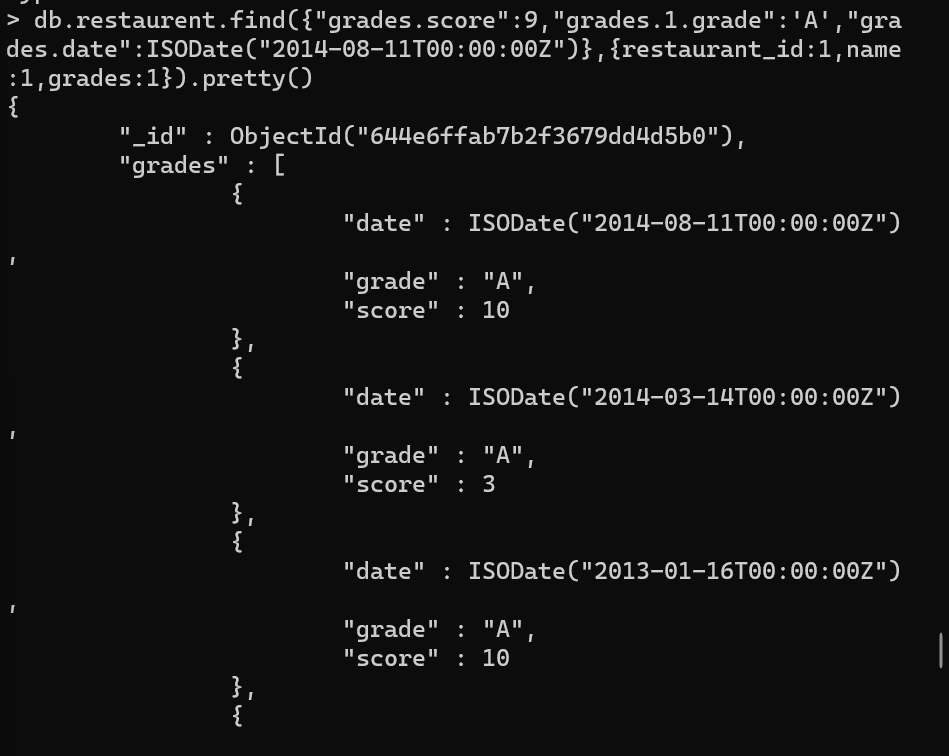 > db.restaurent.find({"grades.score":9,"grades.1.grade":'A',"gra
des.date":ISODate("2014-08-11T00:00:00Z")},{restaurant_id:1,name
:1,grades:1}).pretty()
{
"_id" : ObjectId("644e6ffab7b2f3679dd4d5b0"),
"grades" : [
{
"date" : ISODate("2014-08-11T00:00:00Z")
,
"grade" : "A",
"score" : 10
},
{
"date" : ISODate("2014-03-14T00:00:00Z")
,
"grade" : "A",
"score" : 3
},
{
"date" : ISODate("2013-01-16T00:00:00Z")
,
"grade" : "A",
"score" : 10
},
{